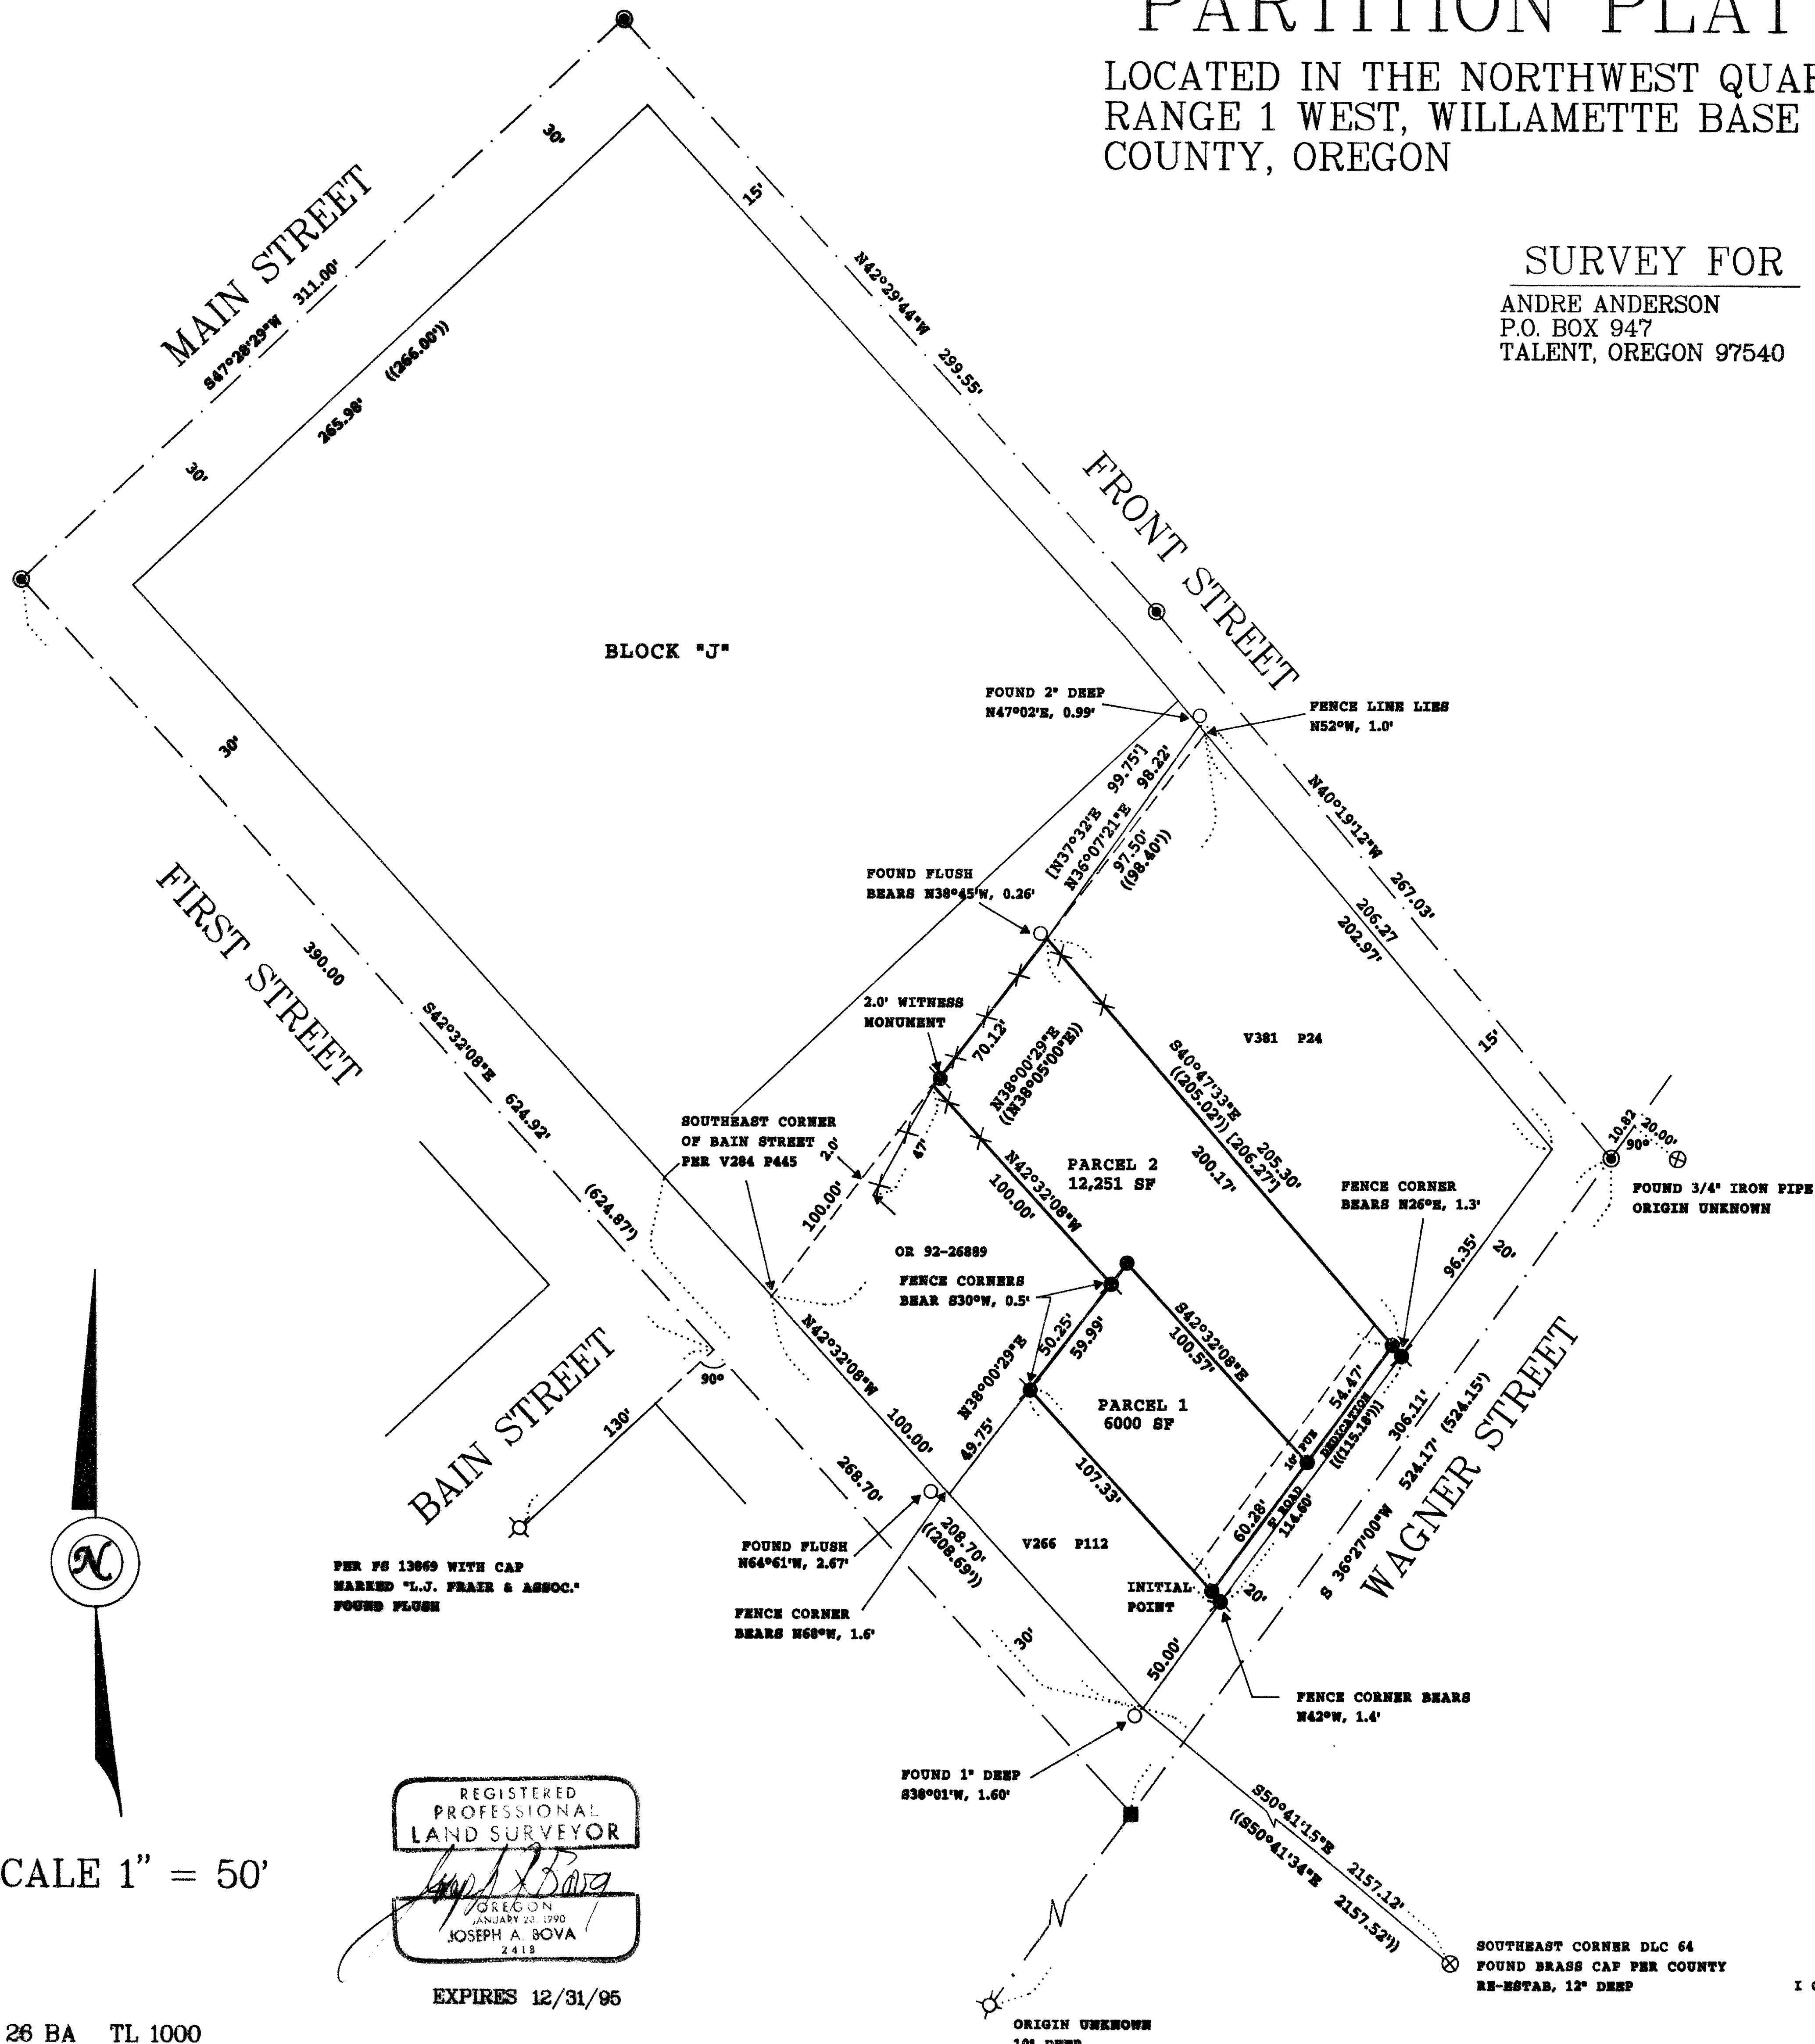 PARTITION PLAT
LOCATED IN THE NORTHWEST
RANGE 1 WEST, WILLAMETTE BASE
COUNTY, OREGON
SURVEY FOR
ANDRE ANDERSON
P.O. BOX 947
TALENT, OREGON 97540
MAIN STREET
S47°28'29"W 311.00'
265.98' ((266.00'))
30'
30'
15'
N42°29'44"W 299.55'
FRONT STREET
BLOCK "J"
30'
FIRST STREET
390.00
S42°32'08"E 624.92'
(624.87')
FOUND 2" DEEP
N47°02'E, 0.99'
FENCE LINE LIES
N52°W, 1.0'
[N37°32'E 99.75']
N36°07'21"E 98.22'
97.50'
((98.40'))
N40°19'12"W 267.03'
206.27
202.97'
15'
FOUND FLUSH
BEARS N38°45'W, 0.26'
2.0' WITNESS
MONUMENT
70.12'
N38°00'29"E
((N38°05'00"E))
V381 P24
S40°47'33"E 205.30'
((205.02')) [206.27']
200.17'
SOUTHEAST CORNER
OF BAIN STREET
PER V284 P445
2.0'
47'
100.00'
N42°32'08"W
100.00'
PARCEL 2
12,251 SF
FENCE CORNER
BEARS N26°E, 1.3'
10.82
20.00'
90°
FOUND 3/4" IRON PIPE
ORIGIN UNKNOWN
96.35'
20'
OR 92-26889
FENCE CORNERS
BEAR S30°W, 0.5'
50.25'
59.99'
S42°32'08"E
100.57'
N42°32'08"W 100.00'
N38°00'29"E
49.75'
PARCEL 1
6000 SF
54.47'
10' PUE
5' ROAD DEDICATION
[((115.18'))]
60.28'
114.60'
306.11'
S 36°27'00"W 524.17' (524.15')
WAGNER STREET
BAIN STREET
90°
130'
268.70'
107.33'
208.70'
((208.69'))
V266 P112
FOUND FLUSH
N64°61'W, 2.67'
PER FS 13869 WITH CAP
MARKED "L.J. FRAIR & ASSOC."
FOUND FLUSH
FENCE CORNER
BEARS N68°W, 1.6'
INITIAL
POINT
20'
30'
50.00'
FENCE CORNER BEARS
N42°W, 1.4'
FOUND 1" DEEP
S38°01'W, 1.60'
S50°41'15"E 2157.12'
((S50°41'34"E 2157.52'))
N
N
CALE 1" = 50'
REGISTERED
PROFESSIONAL
LAND SURVEYOR
OREGON
JANUARY 23, 1990
JOSEPH A. BOVA
2418
EXPIRES 12/31/95
SOUTHEAST CORNER DLC 64
FOUND BRASS CAP PER COUNTY
RE-ESTAB, 12" DEEP
ORIGIN UNKNOWN
26 BA TL 1000